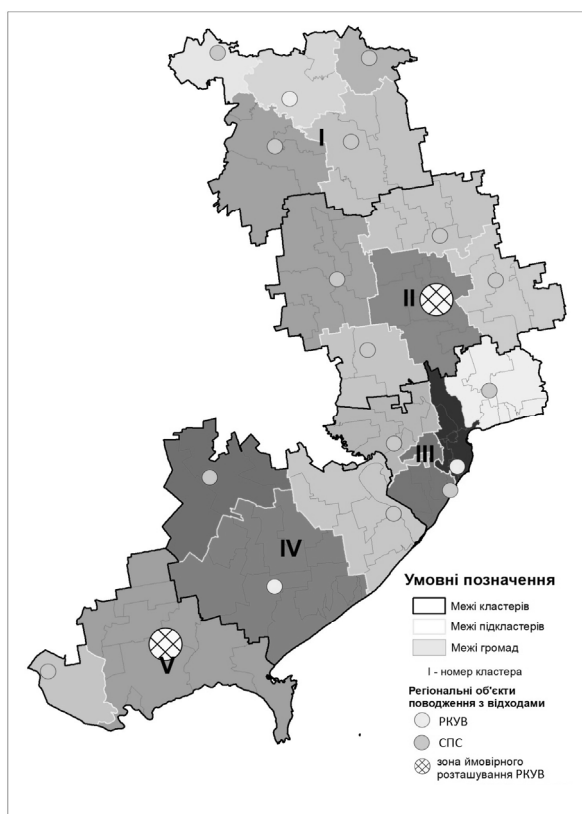 I
II
III
IV
V
Умовні позначення
Межі кластерів
Межі підкластерів
Межі громад
I - номер кластера
Регіональні об'єкти
поводження з відходами
РКУВ
СПС
зона ймовірного
розташування РКУВ